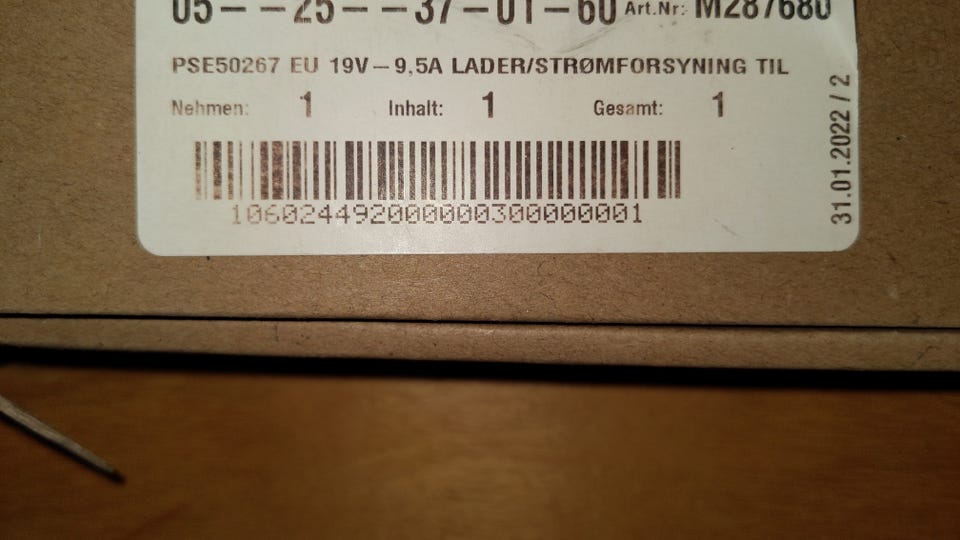 05--25--37-01-60 Art.Nr: M287680
PSE50267 EU 19V-9,5A LADER/STRØMFORSYNING TIL
Nehmen: 1 Inhalt: 1 Gesamt: 1
106024492000000300000001
31.01.2022 / 2